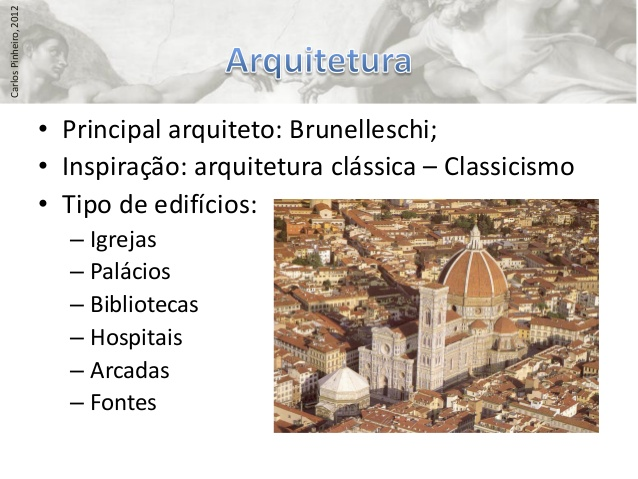 Carlos Pinheiro, 2012
Arquitetura
• Principal arquiteto: Brunelleschi;
• Inspiração: arquitetura clássica – Classicismo
• Tipo de edifícios:
– Igrejas
– Palácios
– Bibliotecas
– Hospitais
– Arcadas
– Fontes